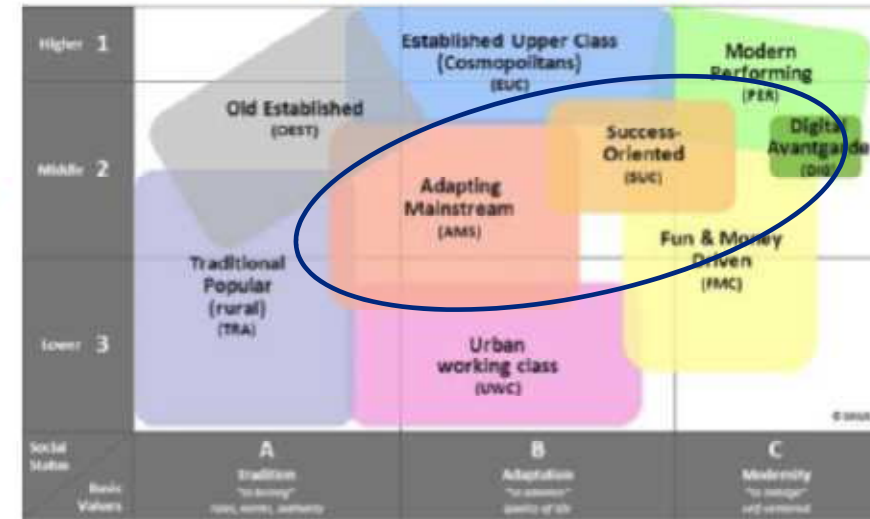 Higher 1
Middle 2
Lower 3
Established Upper Class
(Cosmopolitans)
(EUC)
Modern
Performing
(PER)
Old Established
(OEST)
Success-
Oriented
(SUC)
Digital
Avantgarde
(DIG)
Adapting
Mainstream
(AMS)
Fun & Money
Driven
(FMC)
Traditional
Popular
(rural)
(TRA)
Urban
working class
(UWC)
Social
Status
Basic
Values
A
Tradition
B
Adaptation
C
Modernity